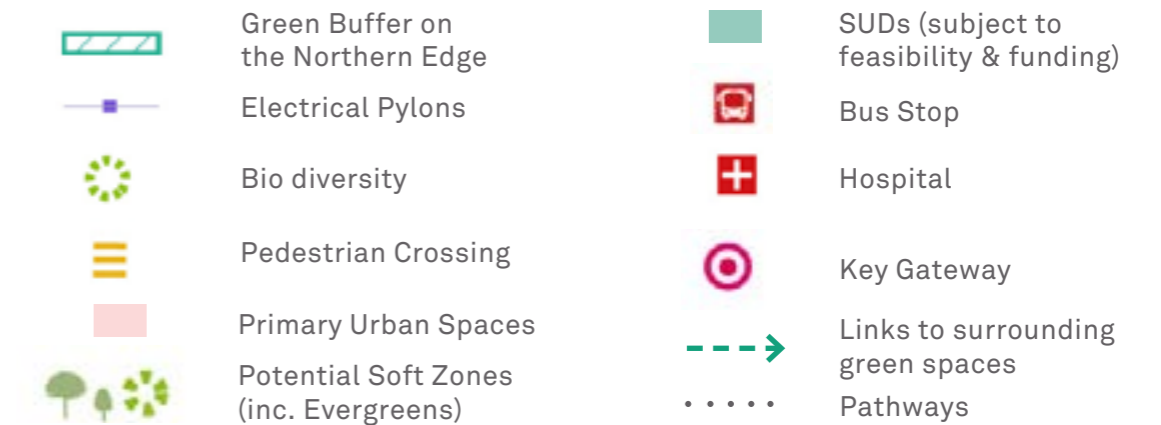 Green Buffer on
the Northern Edge
Electrical Pylons
Bio diversity
Pedestrian Crossing
Primary Urban Spaces
Potential Soft Zones
(inc. Evergreens)
SUDs (subject to
feasibility & funding)
Bus Stop
Hospital
Key Gateway
Links to surrounding
green spaces
Pathways